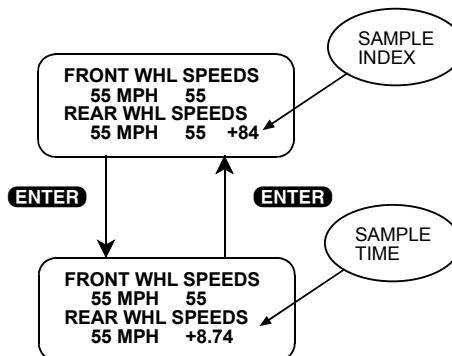 SAMPLE
INDEX
FRONT WHL SPEEDS
55 MPH 55
REAR WHL SPEEDS
55 MPH 55 +84
ENTER ENTER
SAMPLE
TIME
FRONT WHL SPEEDS
55 MPH 55
REAR WHL SPEEDS
55 MPH +8.74